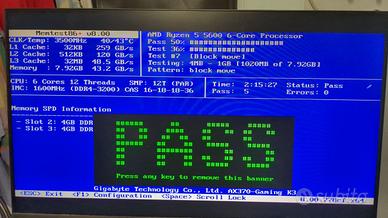 Memtest86+ v8.00
AMD Ryzen 5 5600 6-Core Processor
CLK/Temp: 3500MHz 40/43°C
Pass 50%
L1 Cache: 32KB 259 GB/s
Test 36%
L2 Cache: 512KB 120 GB/s
Test #7 [Block move]
L3 Cache: 32MB 48.5 GB/s
Testing: 4MB - 1GB [1020MB of 7.92GB]
Memory: 7.92GB 43.2 GB/s
Pattern: block move
CPU: 6 Cores 12 Threads SMP: 12T (PAR)
Time: 2:15:27 Status: Pass
IMC: 1600MHz (DDR4-3200) CAS 16-18-18-36
Pass: 5 Errors: 0
Memory SPD Information
- Slot 2: 4GB DDR
- Slot 3: 4GB DDR
PASS
Press any key to remove this banner
Gigabyte Technology Co., Ltd. AX370-Gaming K3
<ESC> Exit <F1> Configuration <Space> Scroll Lock
subito